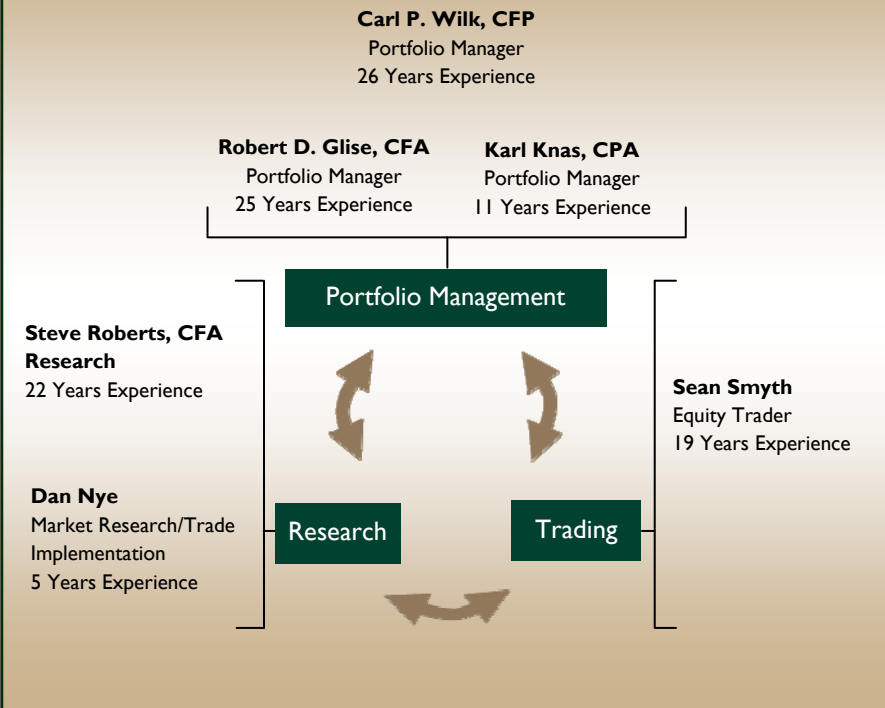 Carl P. Wilk, CFP
Portfolio Manager
26 Years Experience
Robert D. Glise, CFA
Portfolio Manager
25 Years Experience
Karl Knas, CPA
Portfolio Manager
11 Years Experience
Portfolio Management
Steve Roberts, CFA
Research
22 Years Experience
Sean Smyth
Equity Trader
19 Years Experience
Dan Nye
Market Research/Trade
Implementation
5 Years Experience
Research
Trading